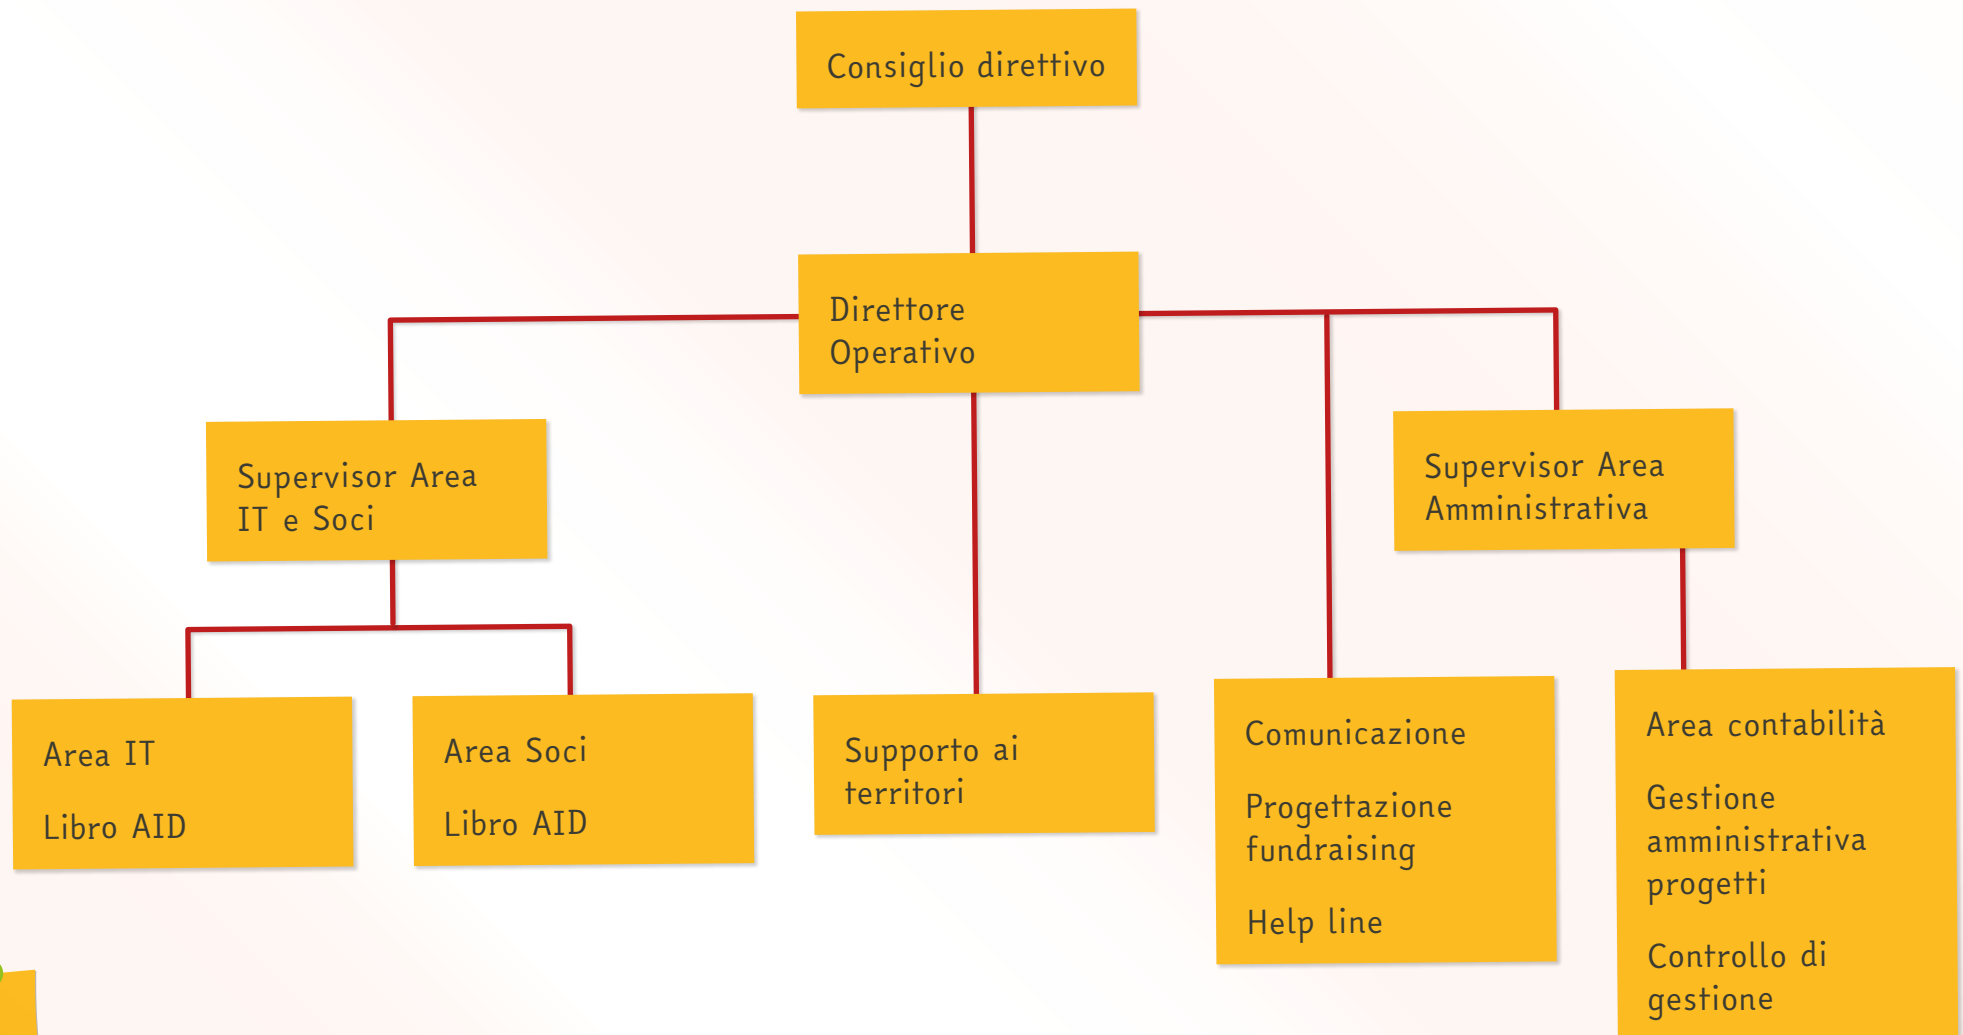 Consiglio direttivo
Direttore
Operativo
Supervisor Area
IT e Soci
Supervisor Area
Amministrativa
Area IT
Libro AID
Area Soci
Libro AID
Supporto ai
territori
Comunicazione
Progettazione
fundraising
Help line
Area contabilità
Gestione
amministrativa
progetti
Controllo di
gestione